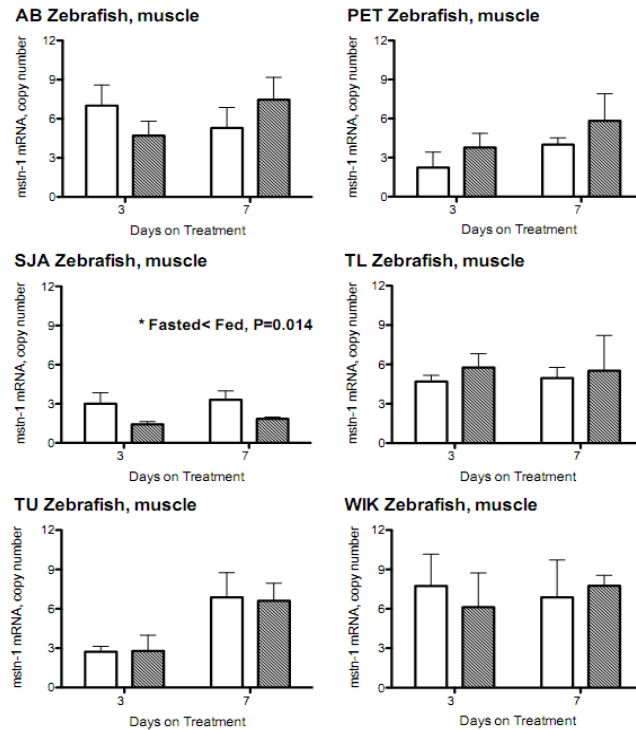 AB Zebrafish, muscle
mstn-1 mRNA, copy number
12
9
6
3
0
3
7
Days on Treatment
PET Zebrafish, muscle
mstn-1 mRNA, copy number
12
9
6
3
0
3
7
Days on Treatment
SJA Zebrafish, muscle
mstn-1 mRNA, copy number
12
9
6
3
0
* Fasted< Fed, P=0.014
3
7
Days on Treatment
TL Zebrafish, muscle
mstn-1 mRNA, copy number
12
9
6
3
0
3
7
Days on Treatment
TU Zebrafish, muscle
mstn-1 mRNA, copy number
12
9
6
3
0
3
7
Days on Treatment
WIK Zebrafish, muscle
mstn-1 mRNA, copy number
12
9
6
3
0
3
7
Days on Treatment